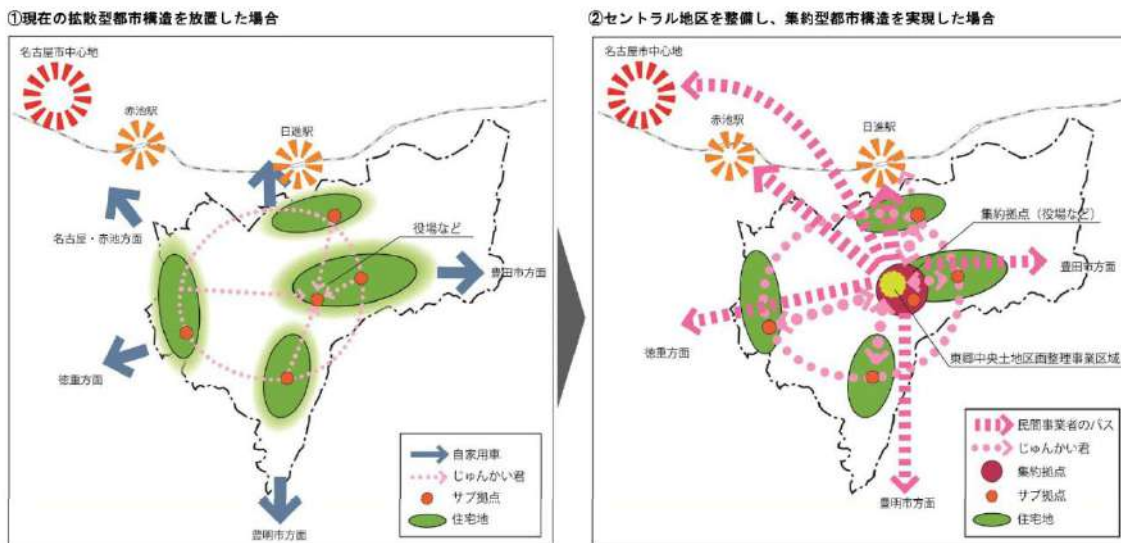 ①現在の拡散型都市構造を放置した場合
名古屋市中心地
赤池駅
日進駅
名古屋・赤池方面
役場など
豊田市方面
徳重方面
豊明市方面
自家用車
じゅんかい君
サブ拠点
住宅地
②セントラル地区を整備し、集約型都市構造を実現した場合
名古屋市中心地
赤池駅
日進駅
集約拠点（役場など）
豊田市方面
徳重方面
東郷中央土地区画整理事業区域
豊明市方面
民間事業者のバス
じゅんかい君
集約拠点
サブ拠点
住宅地